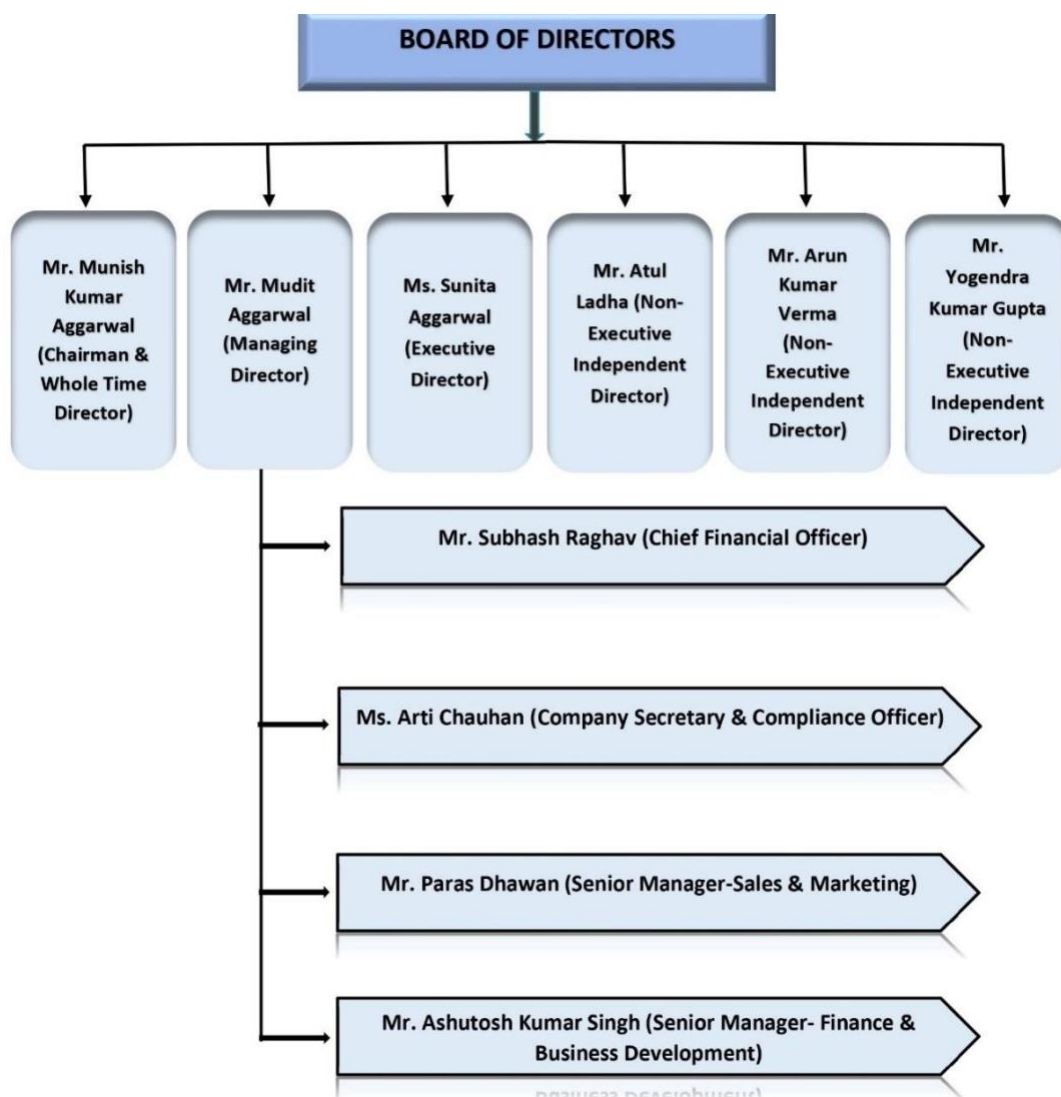 BOARD OF DIRECTORS
Mr. Munish
Kumar
Aggarwal
(Chairman &
Whole Time
Director)
Mr. Mudit
Aggarwal
(Managing
Director)
Ms. Sunita
Aggarwal
(Executive
Director)
Mr. Atul
Ladha (Non-
Executive
Independent
Director)
Mr. Arun
Kumar
Verma
(Non-
Executive
Independent
Director)
Mr.
Yogendra
Kumar Gupta
(Non-
Executive
Independent
Director)
Mr. Subhash Raghav (Chief Financial Officer)
Ms. Arti Chauhan (Company Secretary & Compliance Officer)
Mr. Paras Dhawan (Senior Manager-Sales & Marketing)
Mr. Ashutosh Kumar Singh (Senior Manager- Finance &
Business Development)